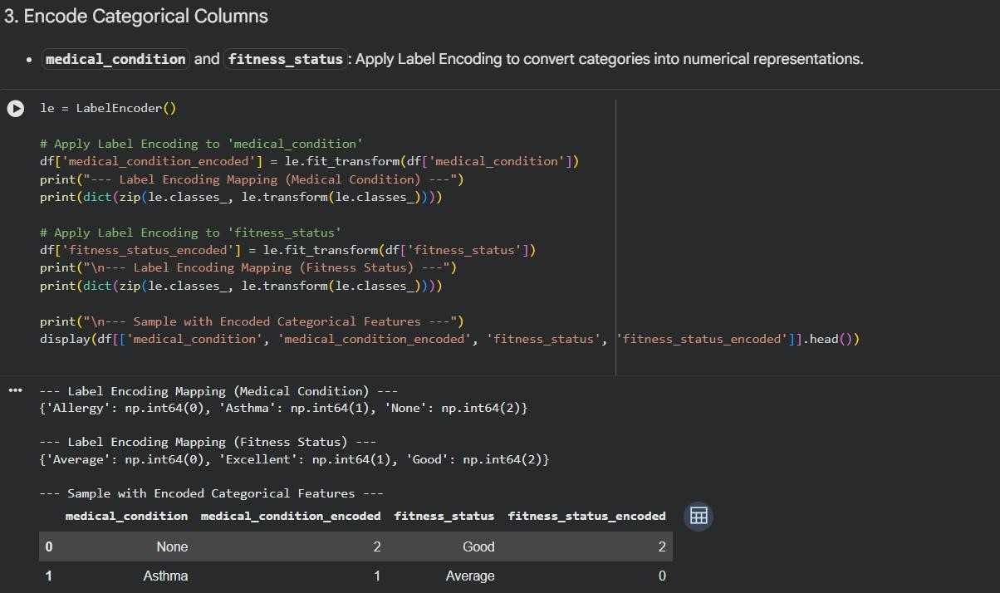 3. Encode Categorical Columns
• medical_condition and fitness_status: Apply Label Encoding to convert categories into numerical representations.
le = LabelEncoder()
# Apply Label Encoding to 'medical_condition'
df['medical_condition_encoded'] = le.fit_transform(df['medical_condition'])
print("--- Label Encoding Mapping (Medical Condition) ---")
print(dict(zip(le.classes_, le.transform(le.classes_))))
# Apply Label Encoding to 'fitness_status'
df['fitness_status_encoded'] = le.fit_transform(df['fitness_status'])
print("\n--- Label Encoding Mapping (Fitness Status) ---")
print(dict(zip(le.classes_, le.transform(le.classes_))))
print("\n--- Sample with Encoded Categorical Features ---")
display(df[['medical_condition', 'medical_condition_encoded', 'fitness_status', 'fitness_status_encoded']].head())
--- Label Encoding Mapping (Medical Condition) ---
{'Allergy': np.int64(0), 'Asthma': np.int64(1), 'None': np.int64(2)}
--- Label Encoding Mapping (Fitness Status) ---
{'Average': np.int64(0), 'Excellent': np.int64(1), 'Good': np.int64(2)}
--- Sample with Encoded Categorical Features ---
medical_condition medical_condition_encoded fitness_status fitness_status_encoded
0 None 2 Good 2
1 Asthma 1 Average 0